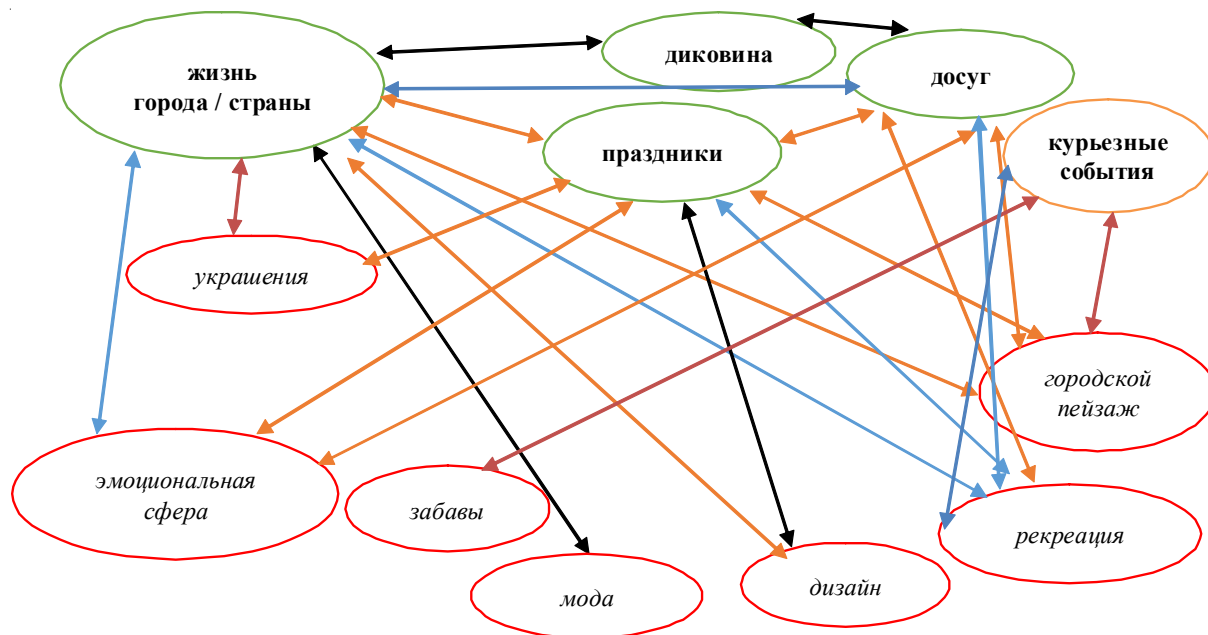 жизнь
города / страны
диковина
досуг
праздники
курьезные
события
украшения
городской
пейзаж
эмоциональная
сфера
забавы
рекреация
мода
дизайн